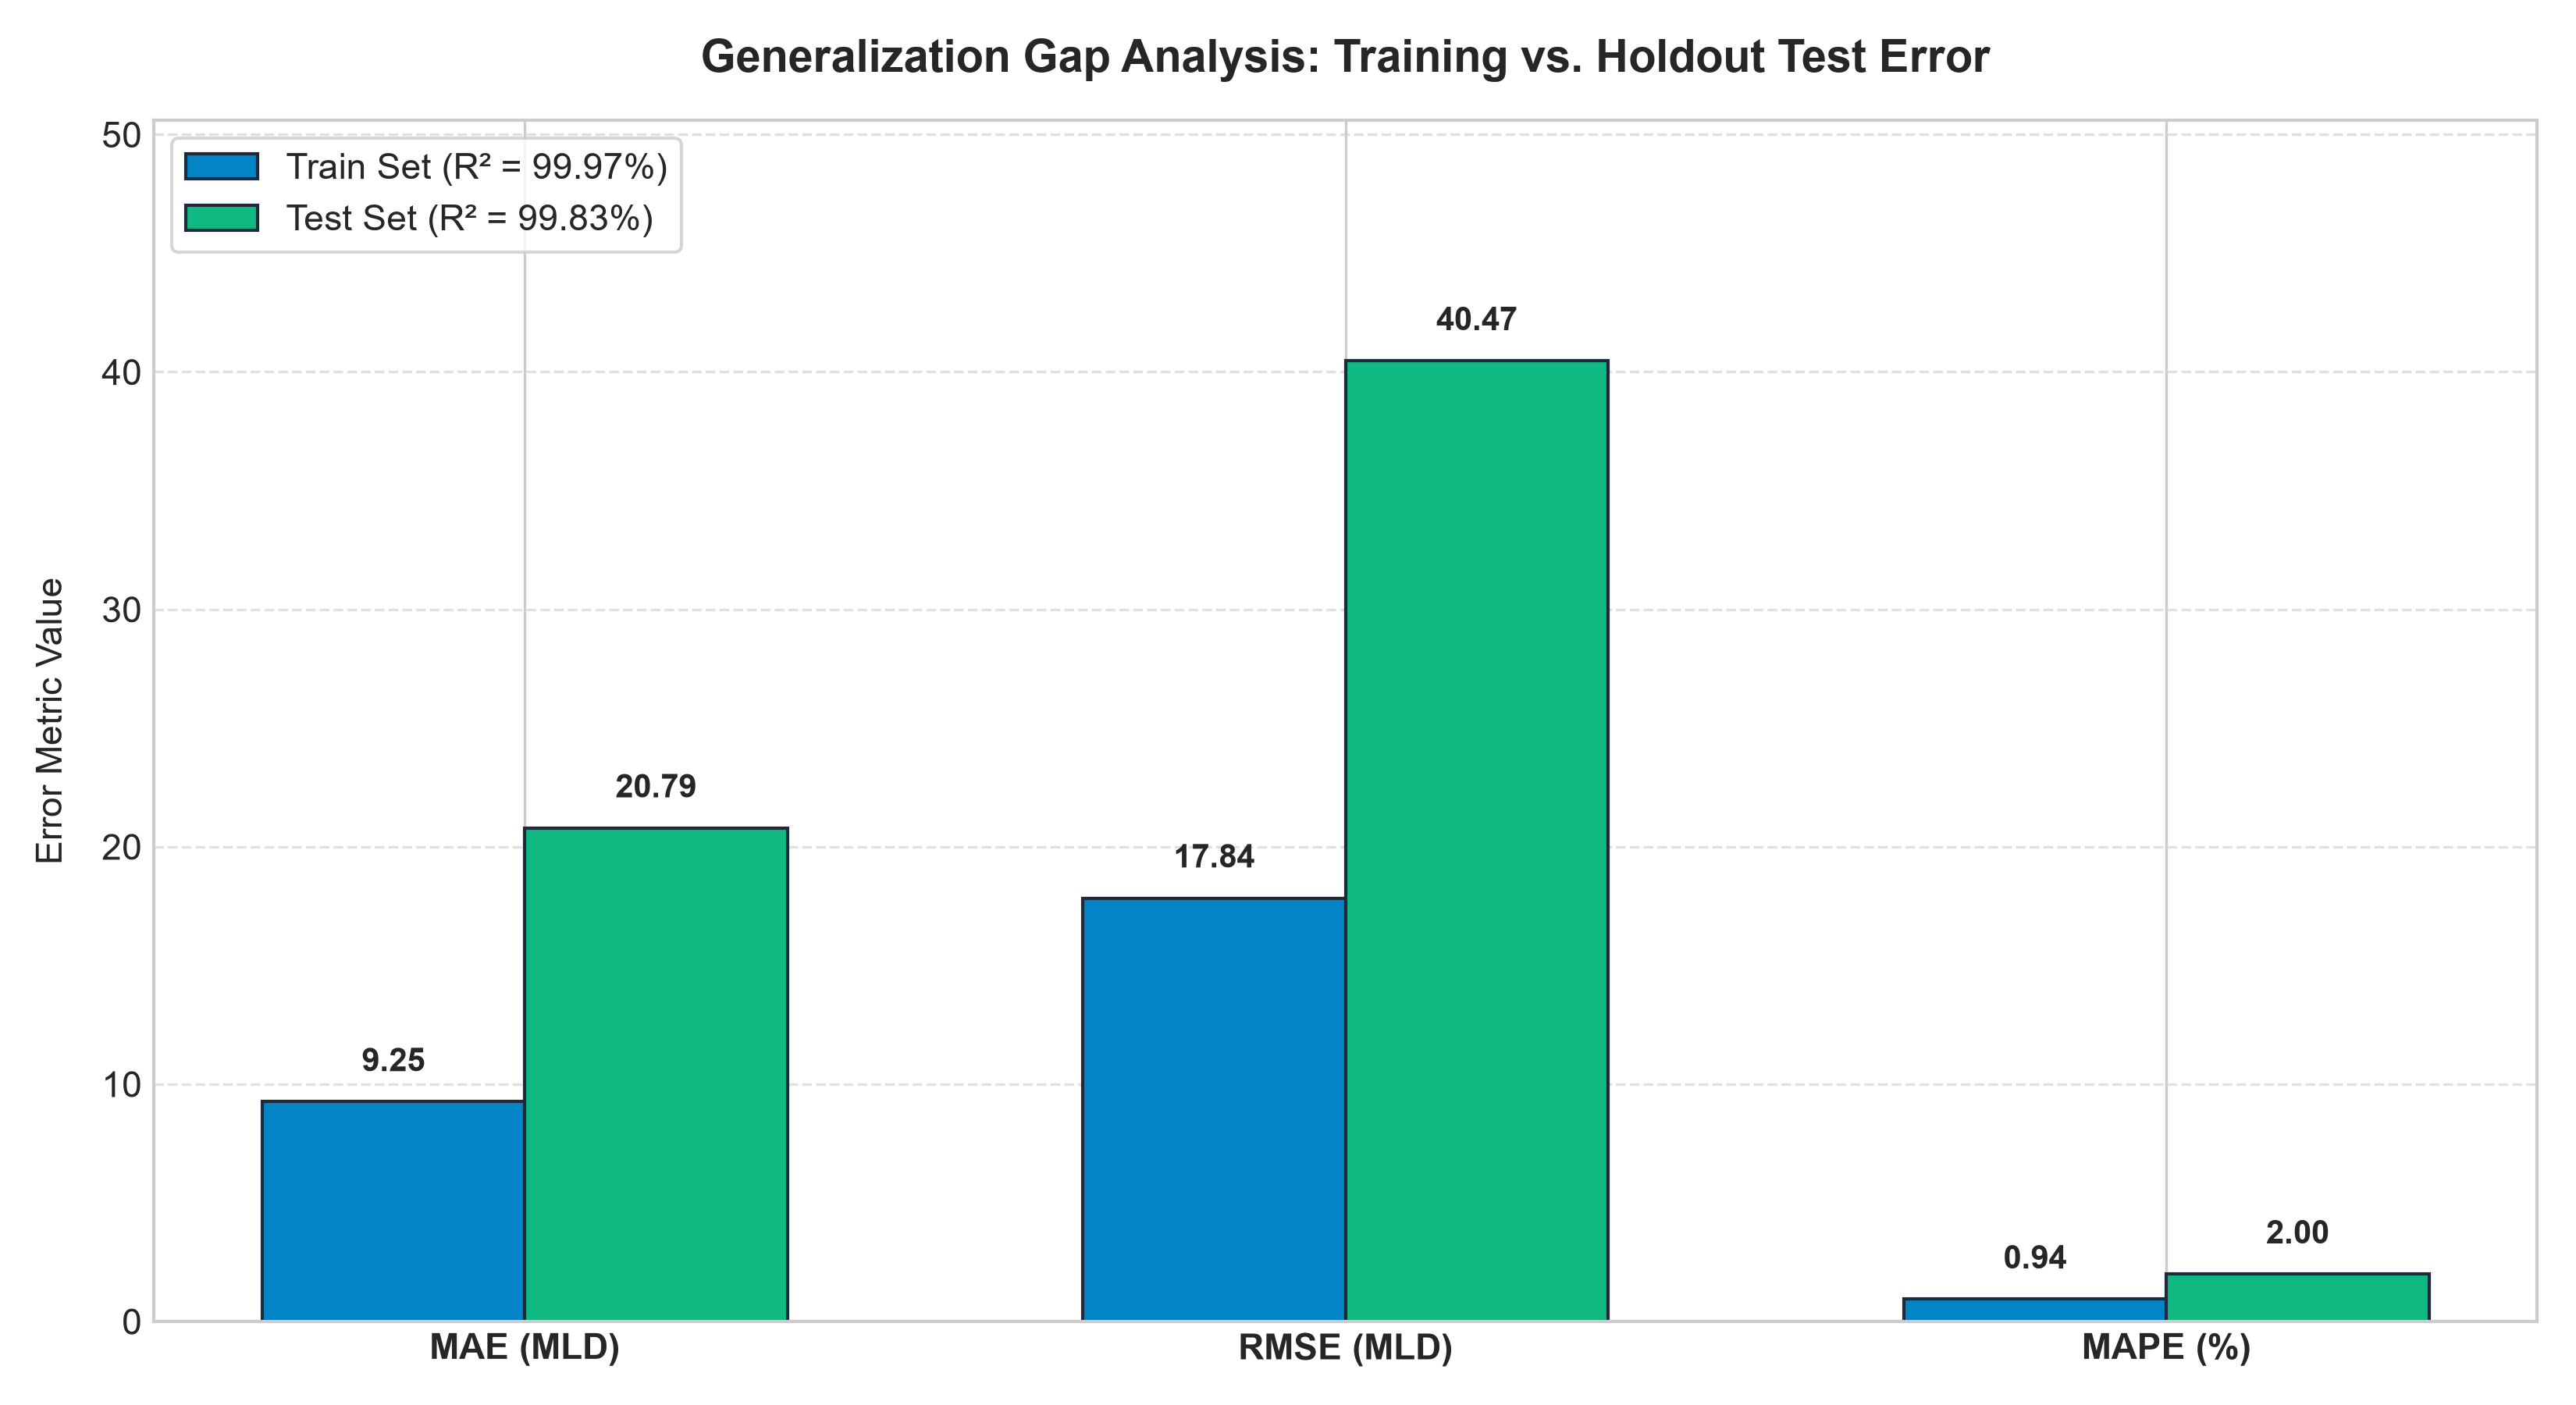 Generalization Gap Analysis: Training vs. Holdout Test Error
Train Set (R² = 99.97%)
Test Set (R² = 99.83%)
Error Metric Value
50
40
30
20
10
0
9.25
20.79
17.84
40.47
0.94
2.00
MAE (MLD)
RMSE (MLD)
MAPE (%)